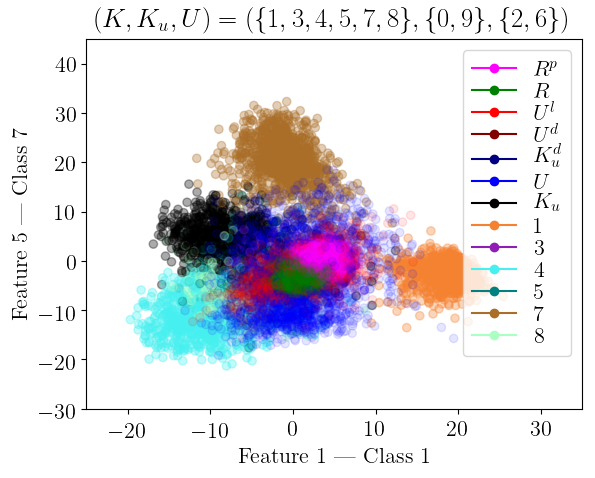 (K, K_u, U) = ({1, 3, 4, 5, 7, 8}, {0, 9}, {2, 6})
40
30
20
10
0
−10
−20
−30
Feature 5 — Class 7
R^p
R
U^l
U^d
K_u^d
U
K_u
1
3
4
5
7
8
−20
−10
0
10
20
30
Feature 1 — Class 1